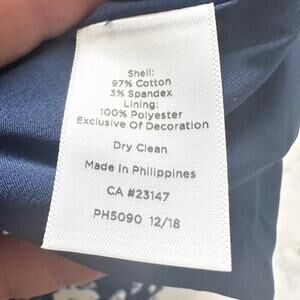 Shell:
97% Cotton
3% Spandex
Lining:
100% Polyester
Exclusive Of Decoration
Dry Clean
Made in Philippines
CA #23147
PH5090 12/18